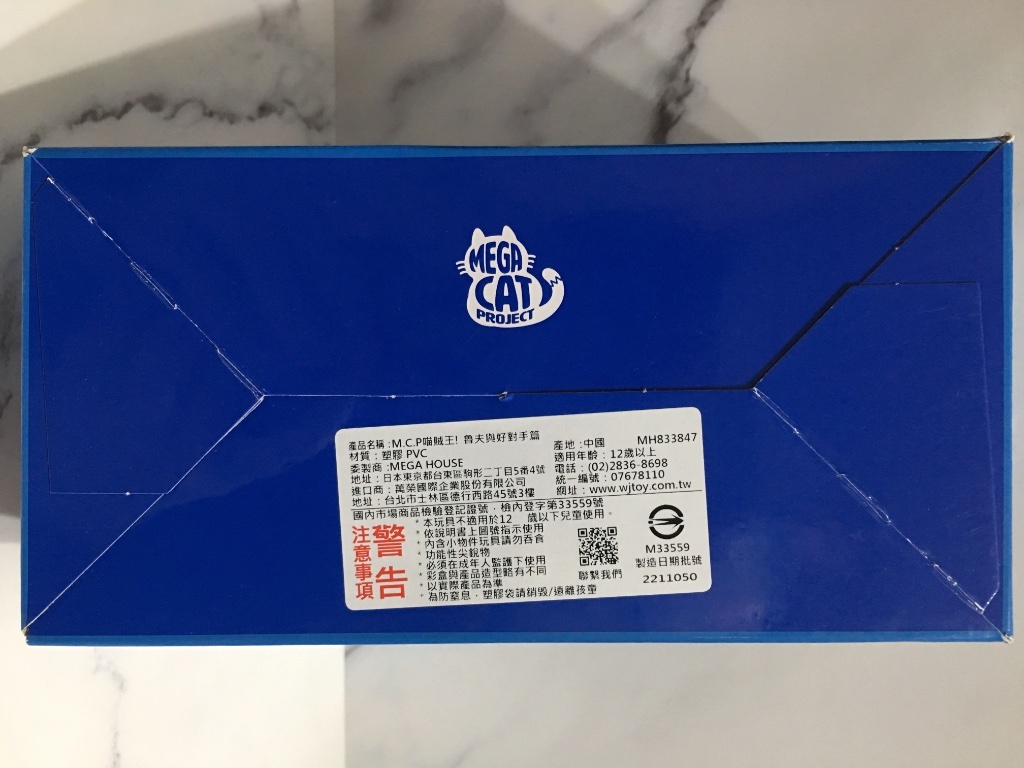 MEGA
CAT
PROJECT
產品名稱:M.C.P喵賊王! 魯夫與好對手篇
材質:塑膠 PVC
委製商:MEGA HOUSE
地址:日本東京都台東區駒形二丁目5番4號
進口商:萬榮國際企業股份有限公司
地址:台北市士林區德行西路45號3樓
產地:中國 MH833847
適用年齡:12歲以上
電話:(02)2836-8698
統一編號:07678110
網址:www.wjtoy.com.tw
國內市場商品檢驗登記證號,檢內登字第33559號
警告
注意事項
* 本玩具不適用於12 歲以下兒童使用。
* 依說明書上圖號指示使用
* 內含小物件玩具請勿吞食
* 功能性尖銳物
* 必須在成年人監護下使用
* 彩盒與產品造型略有不同
* 以實際產品為準
* 為防窒息,塑膠袋請銷毀/遠離孩童
聯繫我們
M33559
製造日期批號
2211050